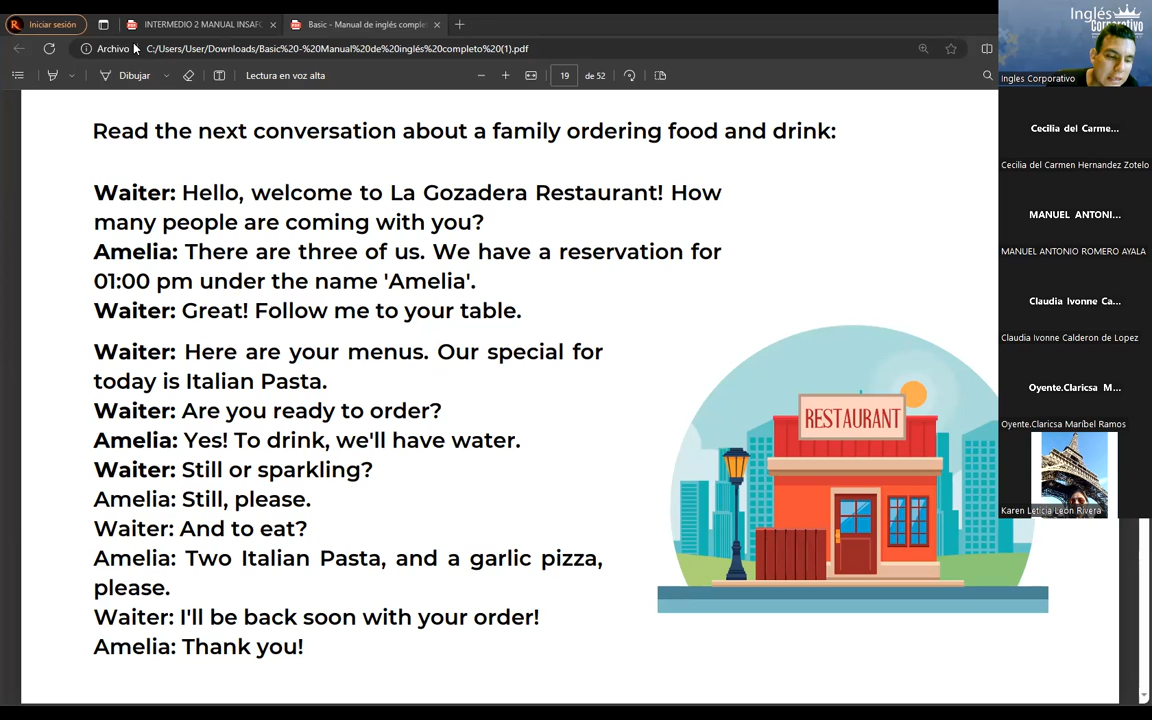 Iniciar sesión
INTERMEDIO 2 MANUAL INSAFO
Basic - Manual de inglés comple
Archivo
C:/Users/User/Downloads/Basic%20-%20Manual%20de%20inglés%20completo%20(1).pdf
Dibujar
Lectura en voz alta
19 de 52
Read the next conversation about a family ordering food and drink:
Waiter: Hello, welcome to La Gozadera Restaurant! How
many people are coming with you?
Amelia: There are three of us. We have a reservation for
01:00 pm under the name 'Amelia'.
Waiter: Great! Follow me to your table.
Waiter: Here are your menus. Our special for
today is Italian Pasta.
Waiter: Are you ready to order?
Amelia: Yes! To drink, we'll have water.
Waiter: Still or sparkling?
Amelia: Still, please.
Waiter: And to eat?
Amelia: Two Italian Pasta, and a garlic pizza,
please.
Waiter: I'll be back soon with your order!
Amelia: Thank you!
RESTAURANT
Inglés
Corporativo
Ingles Corporativo
Cecilia del Carme...
Cecilia del Carmen Hernandez Zotelo
MANUEL ANTONI...
MANUEL ANTONIO ROMERO AYALA
Claudia Ivonne Ca...
Claudia Ivonne Calderon de Lopez
Oyente.Claricsa M...
Oyente.Claricsa Maríbel Ramos
Karen Leticia León Rivera